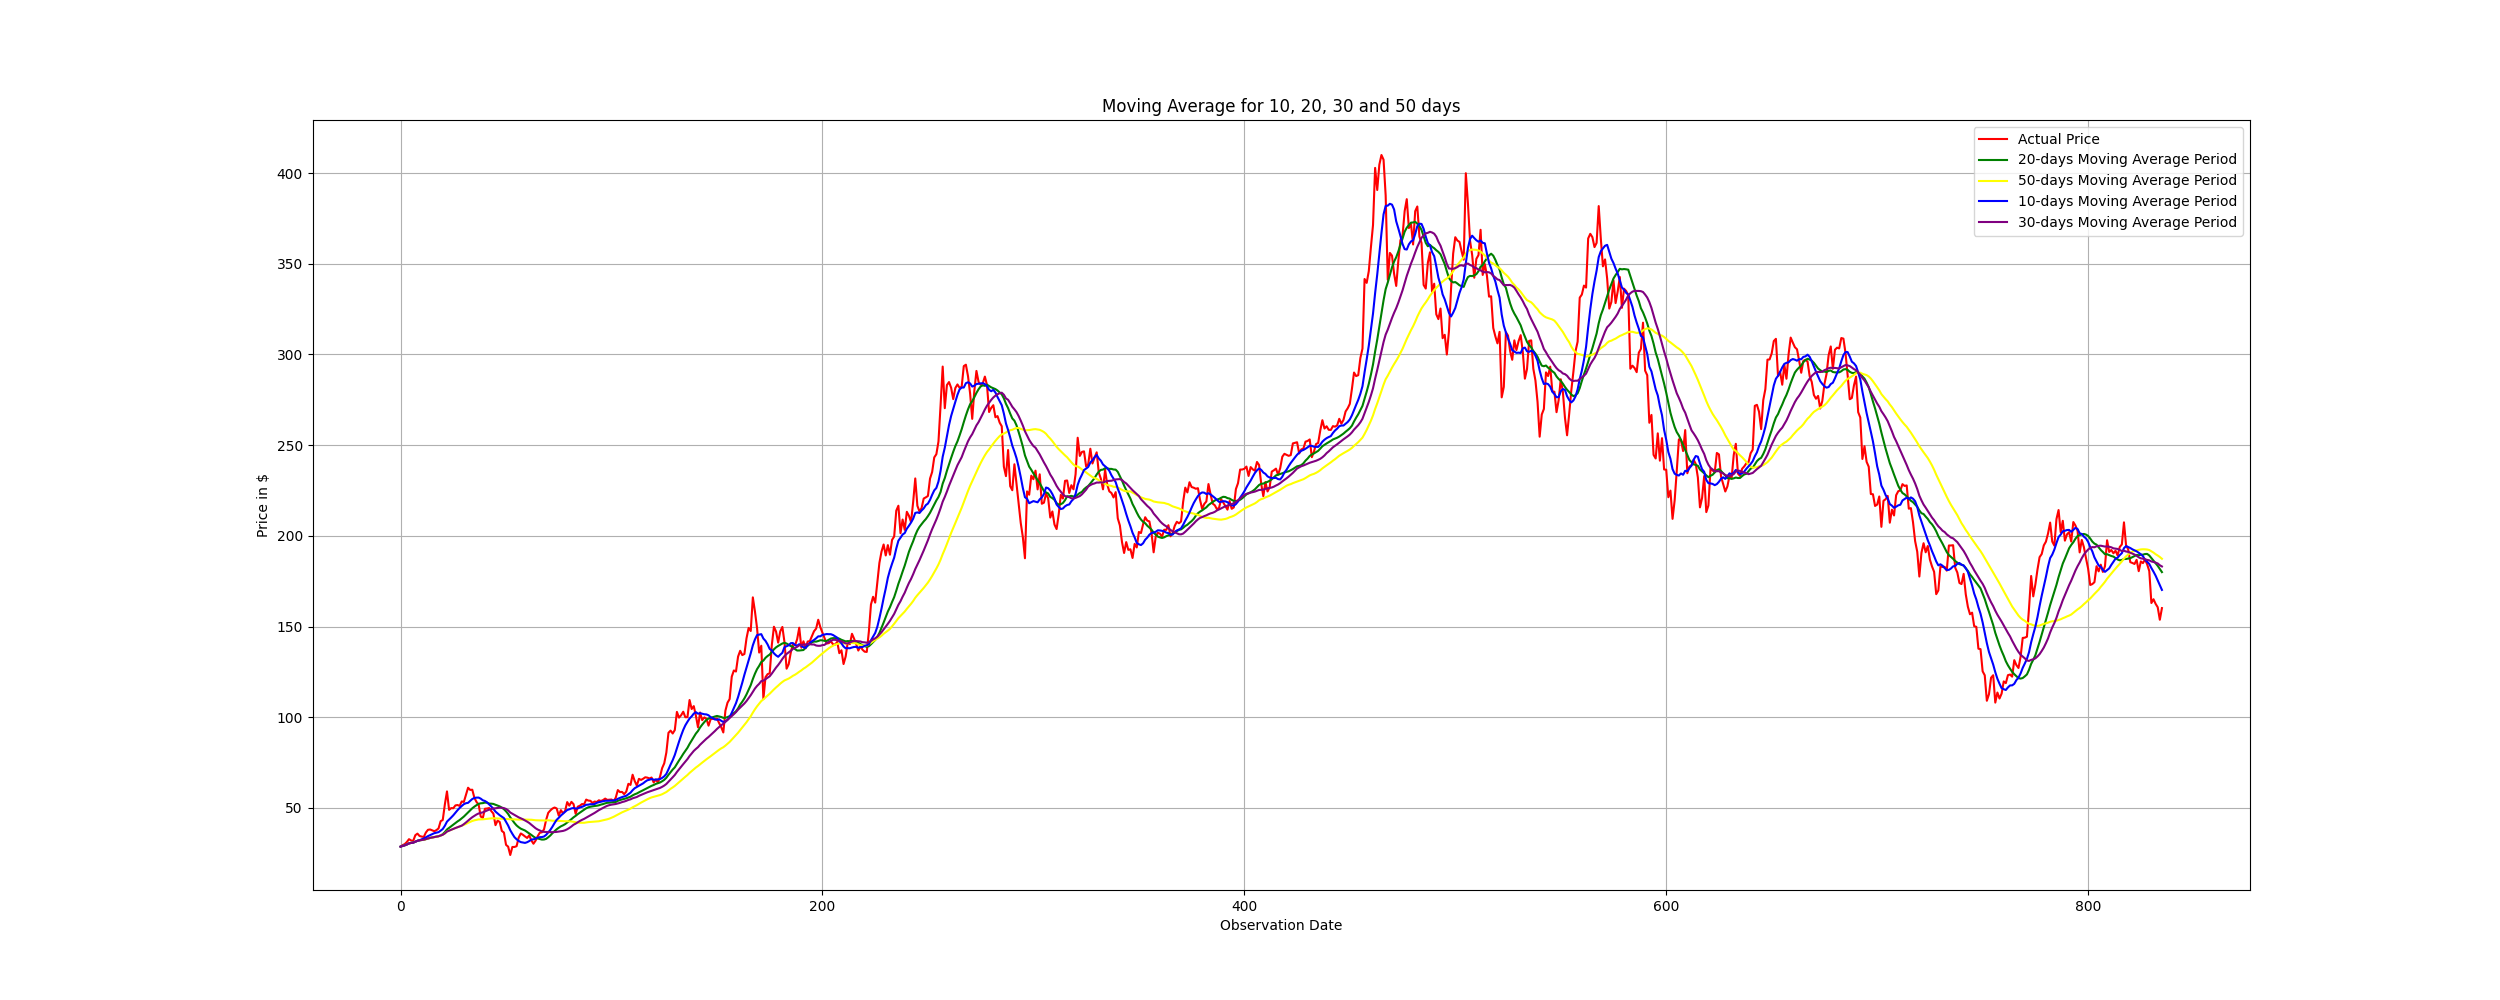 Moving Average for 10, 20, 30 and 50 days
Actual Price
20-days Moving Average Period
50-days Moving Average Period
10-days Moving Average Period
30-days Moving Average Period
400
350
300
250
200
150
100
50
Price in $
0 200 400 600 800
Observation Date